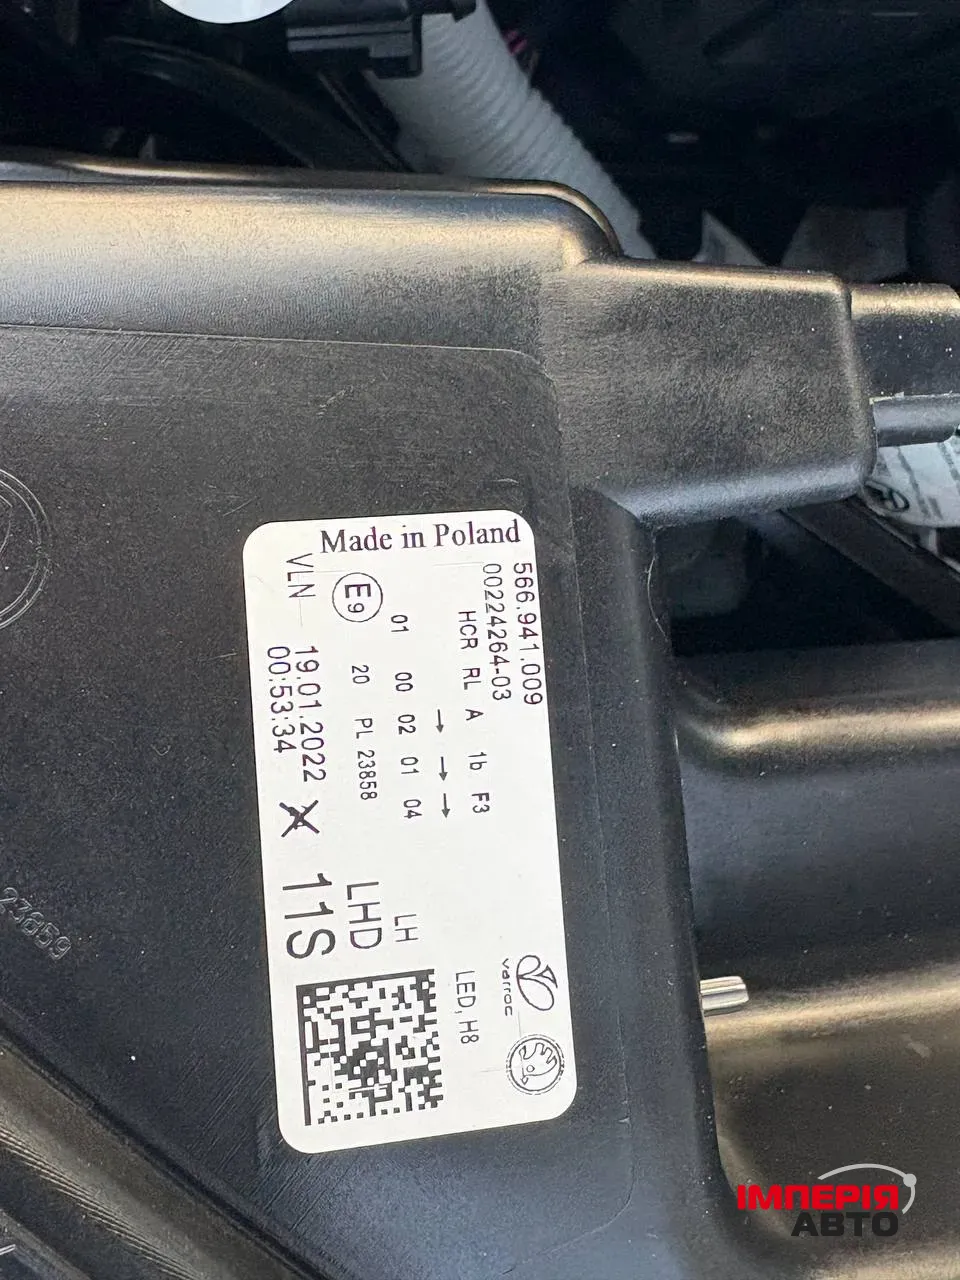 Made in Poland
566.941.009
00224264-03
HCR RL A 1b F3
→ → →
01 00 02 01 04
E9
20 PL 23858
VLN 19.01.2022
00:53:34
X 11S
LHD
LH
LED, H8
varroc
23659
ІМПЕРІЯ
АВТО